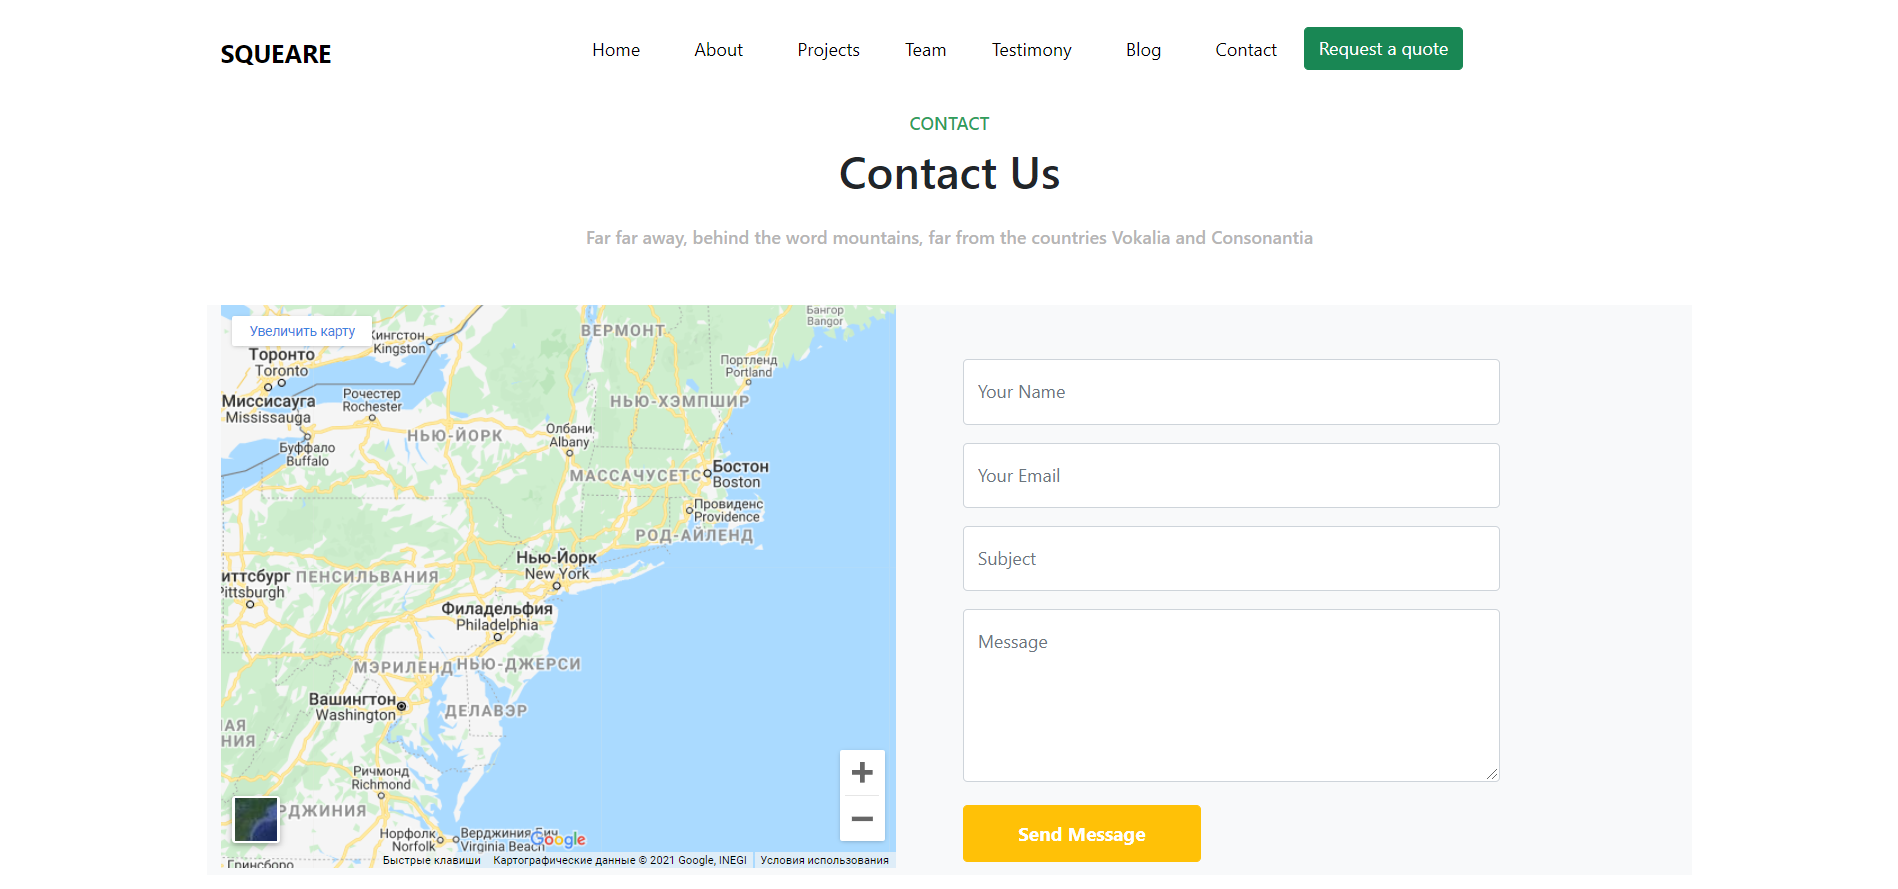 SQUEARE
Home About Projects Team Testimony Blog Contact Request a quote
CONTACT
Contact Us
Far far away, behind the word mountains, far from the countries Vokalia and Consonantia
Увеличить карту
Бангор
Bangor
ВЕРМОНТ
Кингстон
Kingston
Торонто
Toronto
Портленд
Portland
Миссисауга
Mississauga
Рочестер
Rochester
НЬЮ-ХЭМПШИР
Буффало
Buffalo
НЬЮ-ЙОРК
Олбани
Albany
МАССАЧУСЕТС
Бостон
Boston
Провиденс
Providence
РОД-АЙЛЕНД
Нью-Йорк
New York
иттсбург
Pittsburgh
ПЕНСИЛЬВАНИЯ
Филадельфия
Philadelphia
МЭРИЛЕНД
НЬЮ-ДЖЕРСИ
Вашингтон
Washington
ДЕЛАВЭР
АЯ
НИЯ
Ричмонд
Richmond
РДЖИНИЯ
Норфолк
Norfolk
Верджиния-Бич
Virginia Beach
Google
Гринсборо
Быстрые клавиши Картографические данные © 2021 Google, INEGI Условия использования
Your Name
Your Email
Subject
Message
Send Message